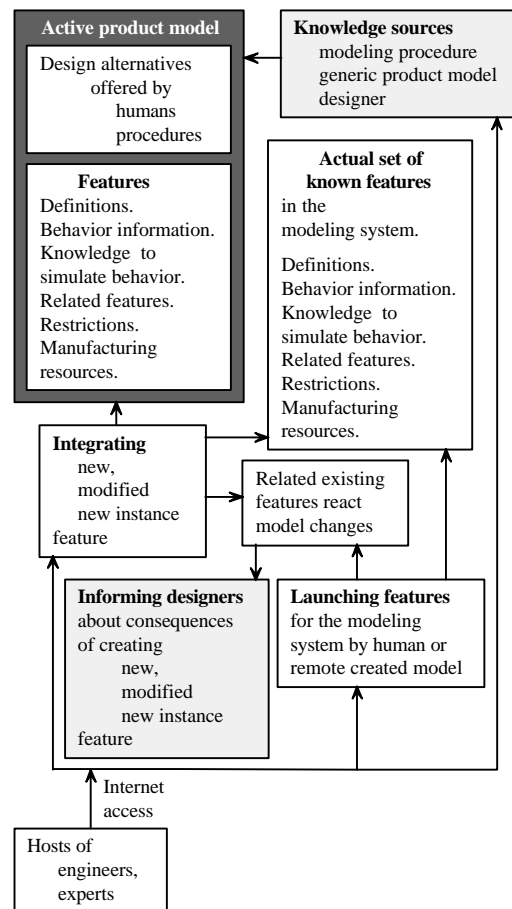 Active product model
Design alternatives
offered by
humans
procedures
Features
Definitions.
Behavior information.
Knowledge to
simulate behavior.
Related features.
Restrictions.
Manufacturing
resources.
Knowledge sources
modeling procedure
generic product model
designer
Actual set of
known features
in the
modeling system.
Definitions.
Behavior information.
Knowledge to
simulate behavior.
Related features.
Restrictions.
Manufacturing
resources.
Integrating
new,
modified
new instance
feature
Related existing
features react
model changes
Informing designers
about consequences
of creating
new,
modified
new instance
feature
Launching features
for the modeling
system by human or
remote created model
Internet
access
Hosts of
engineers,
experts